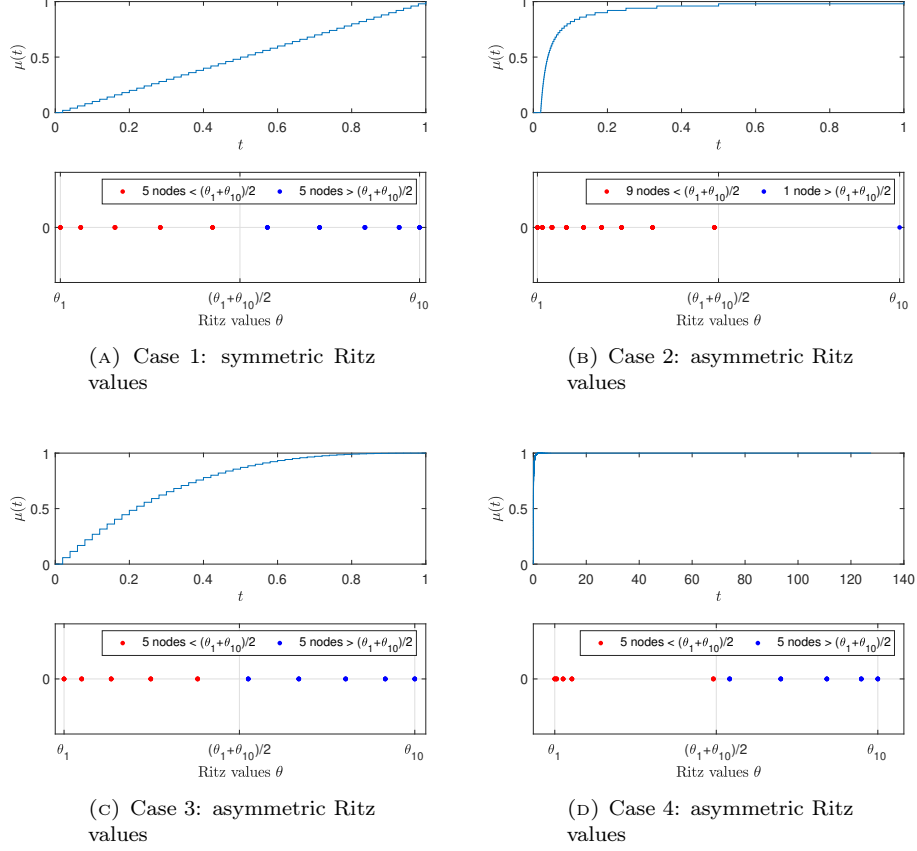 1
0.5
0
μ(t)
0 0.2 0.4 0.6 0.8 1
t
5 nodes < (θ₁+θ₁₀)/2 5 nodes > (θ₁+θ₁₀)/2
0
θ₁ (θ₁+θ₁₀)/2 θ₁₀
Ritz values θ
(A) Case 1: symmetric Ritz
values
1
0.5
0
μ(t)
0 0.2 0.4 0.6 0.8 1
t
9 nodes < (θ₁+θ₁₀)/2 1 node > (θ₁+θ₁₀)/2
0
θ₁ (θ₁+θ₁₀)/2 θ₁₀
Ritz values θ
(B) Case 2: asymmetric Ritz
values
1
0.5
0
μ(t)
0 0.2 0.4 0.6 0.8 1
t
5 nodes < (θ₁+θ₁₀)/2 5 nodes > (θ₁+θ₁₀)/2
0
θ₁ (θ₁+θ₁₀)/2 θ₁₀
Ritz values θ
(C) Case 3: asymmetric Ritz
values
1
0.5
0
μ(t)
0 20 40 60 80 100 120 140
t
5 nodes < (θ₁+θ₁₀)/2 5 nodes > (θ₁+θ₁₀)/2
0
θ₁ (θ₁+θ₁₀)/2 θ₁₀
Ritz values θ
(D) Case 4: asymmetric Ritz
values